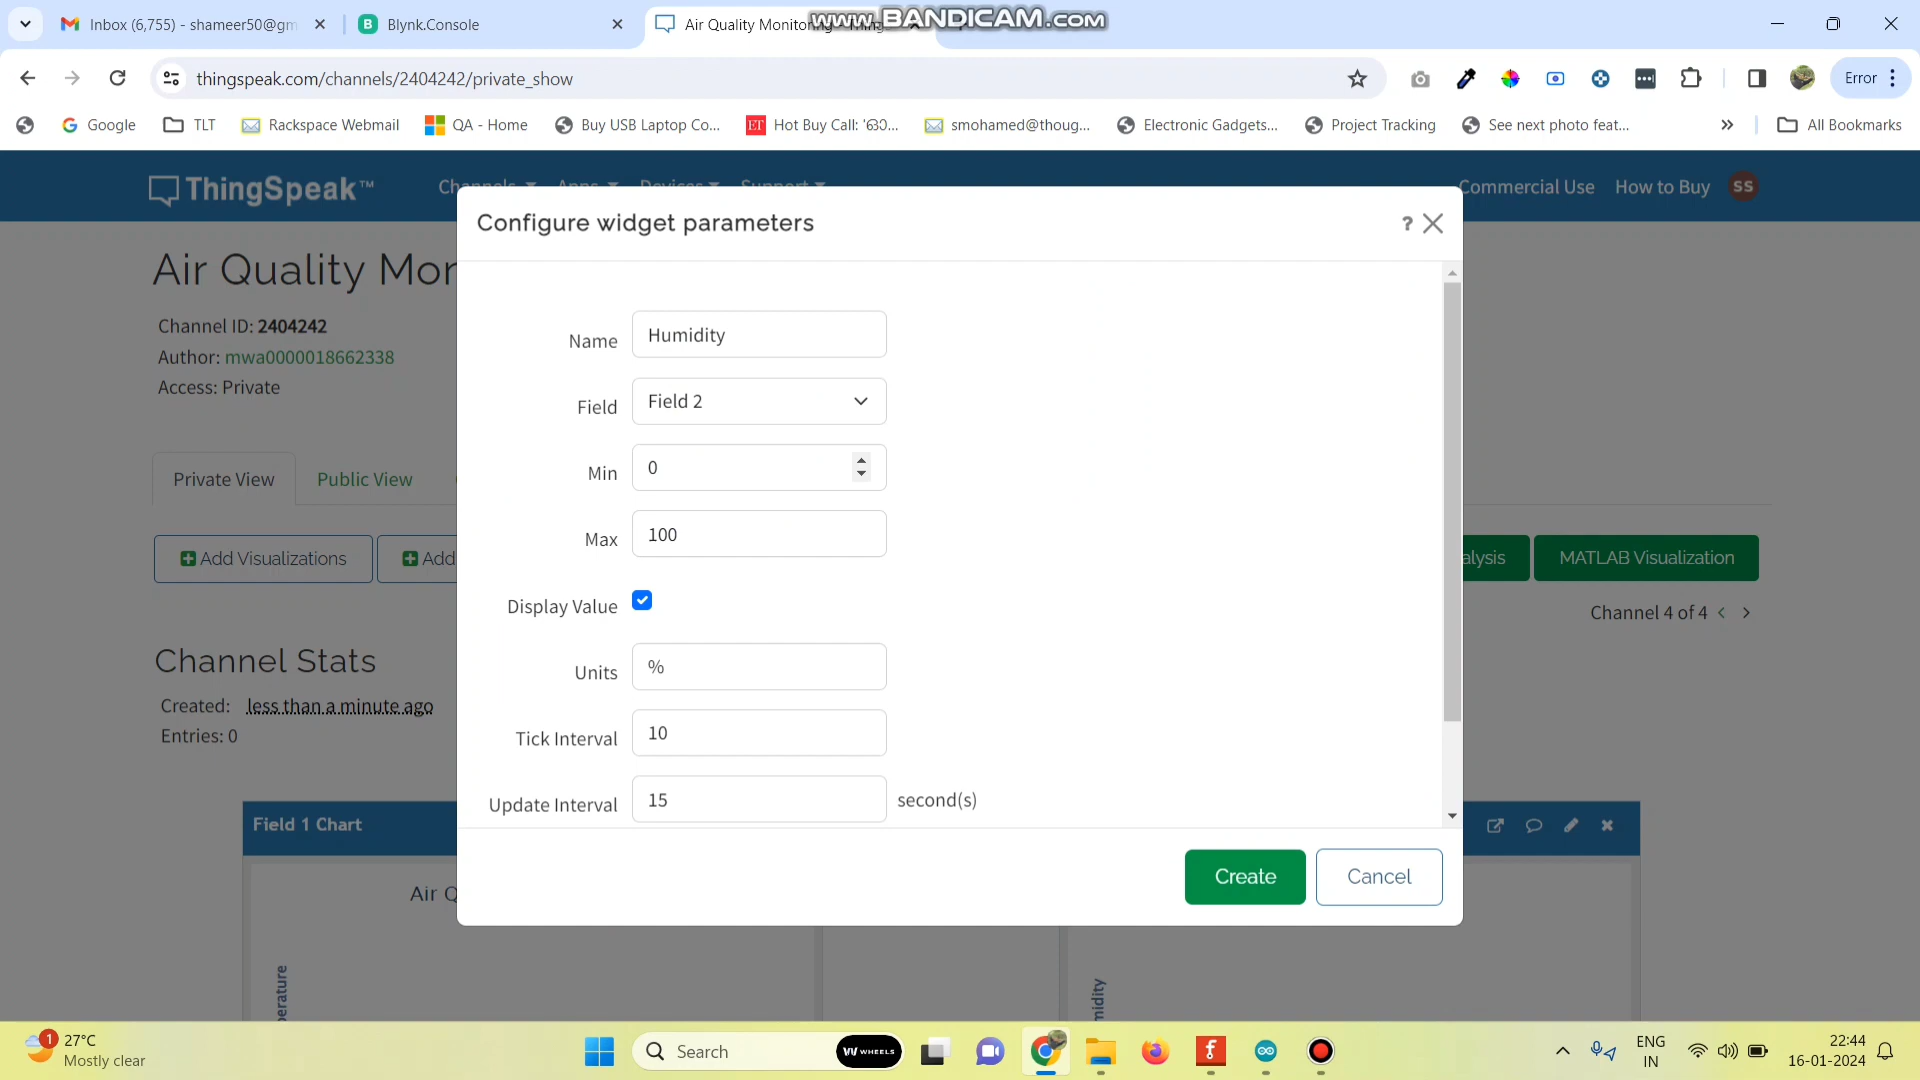 Inbox (6,755) - shameer50@gm
Blynk.Console
Air Quality Monitoring - Thing
www.BANDICAM.com
thingspeak.com/channels/2404242/private_show
Error
Google
TLT
Rackspace Webmail
QA - Home
Buy USB Laptop Co...
ET
Hot Buy Call: 'ഓ...
smohamed@thoug...
Electronic Gadgets...
Project Tracking
See next photo feat...
All Bookmarks
ThingSpeak™
Channels
Apps
Devices
Support
Commercial Use
How to Buy
SS
Configure widget parameters
?
Air Quality Mon
Channel ID: 2404242
Author: mwa0000018662338
Access: Private
Private View
Public View
Add Visualizations
Add
alysis
MATLAB Visualization
Channel 4 of 4
Channel Stats
Created: less than a minute ago
Entries: 0
Name
Humidity
Field
Field 2
Min
0
Max
100
Display Value
Units
%
Tick Interval
10
Update Interval
15
second(s)
Create
Cancel
Field 1 Chart
Air Q
perature
midity
1
27°C
Mostly clear
Search
WHEELS
ENG
IN
22:44
16-01-2024